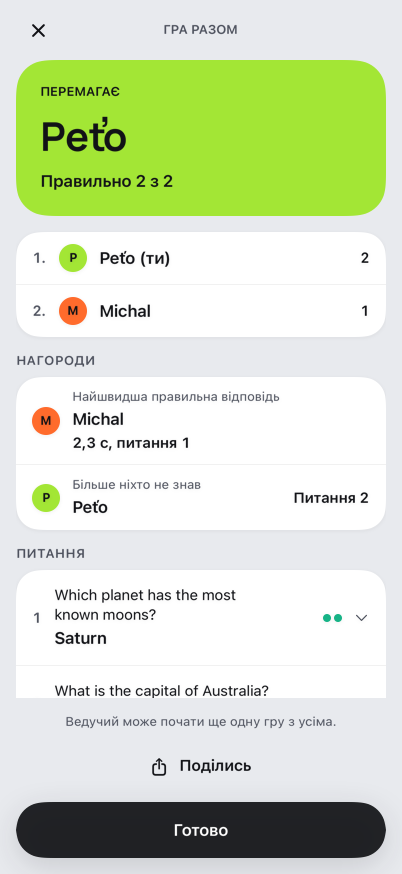 ГРА РАЗОМ
ПЕРЕМАГАЄ
Peťo
Правильно 2 з 2
1. P Peťo (ти) 2
2. M Michal 1
НАГОРОДИ
Найшвидша правильна відповідь
M Michal
2,3 с, питання 1
Більше ніхто не знав
P Peťo Питання 2
ПИТАННЯ
Which planet has the most
1 known moons?
Saturn
What is the capital of Australia?
Ведучий може почати ще одну гру з усіма.
Поділись
Готово